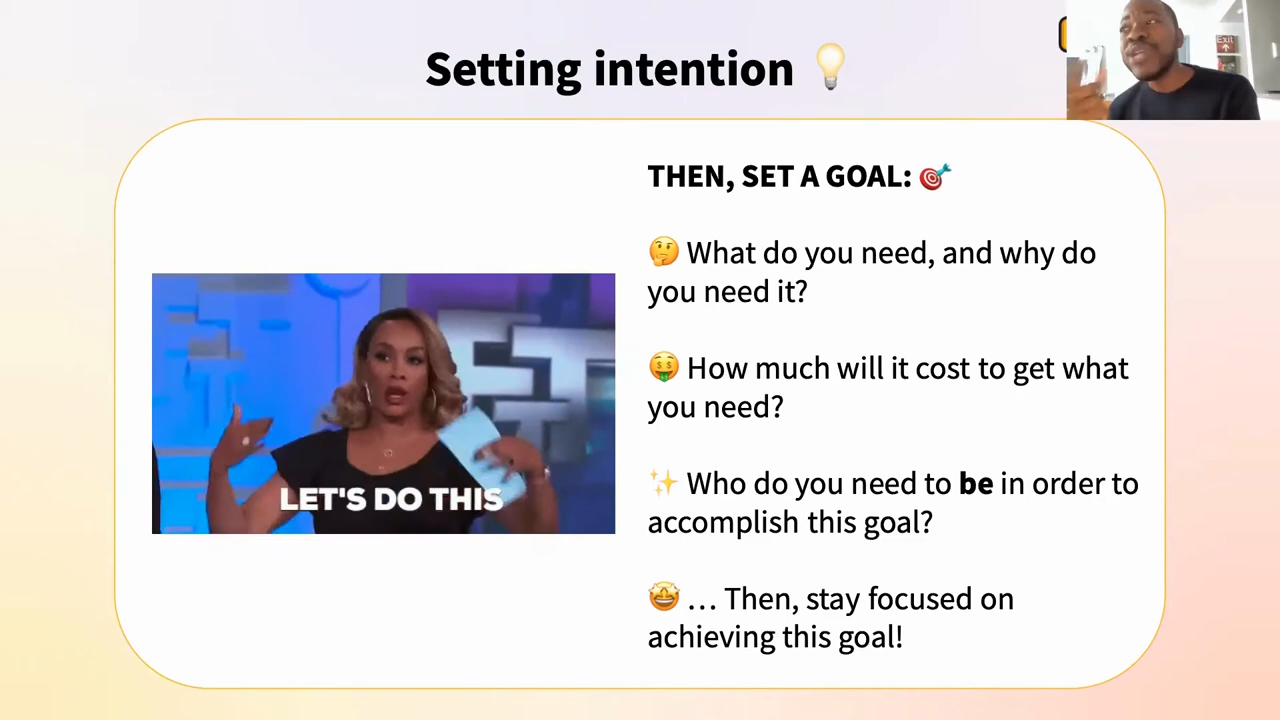 Setting intention 💡
Exit
THEN, SET A GOAL: 🎯
🤔 What do you need, and why do
you need it?
🤑 How much will it cost to get what
you need?
✨ Who do you need to be in order to
accomplish this goal?
🤩 … Then, stay focused on
achieving this goal!
LET'S DO THIS